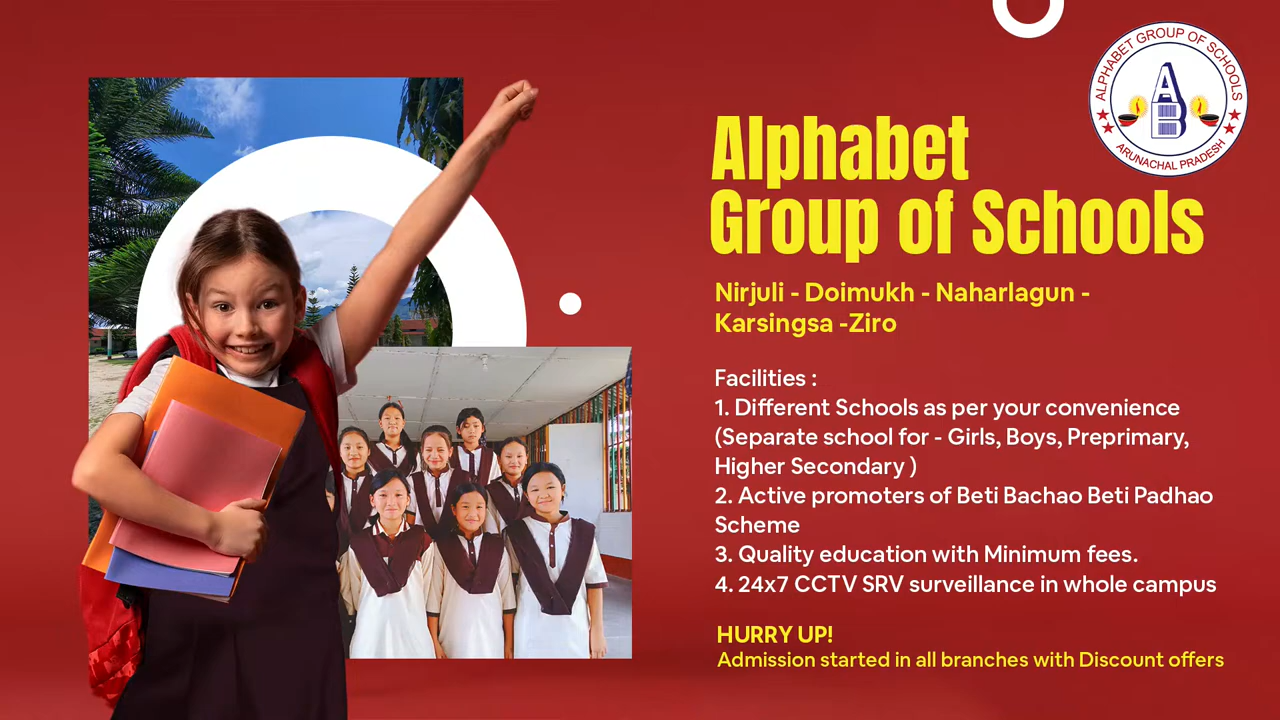 ALPHABET GROUP OF SCHOOLS
AB
ARUNACHAL PRADESH
Alphabet
Group of Schools
Nirjuli - Doimukh - Naharlagun -
Karsingsa -Ziro
Facilities :
1. Different Schools as per your convenience
(Separate school for - Girls, Boys, Preprimary,
Higher Secondary )
2. Active promoters of Beti Bachao Beti Padhao
Scheme
3. Quality education with Minimum fees.
4. 24x7 CCTV SRV surveillance in whole campus
HURRY UP!
Admission started in all branches with Discount offers